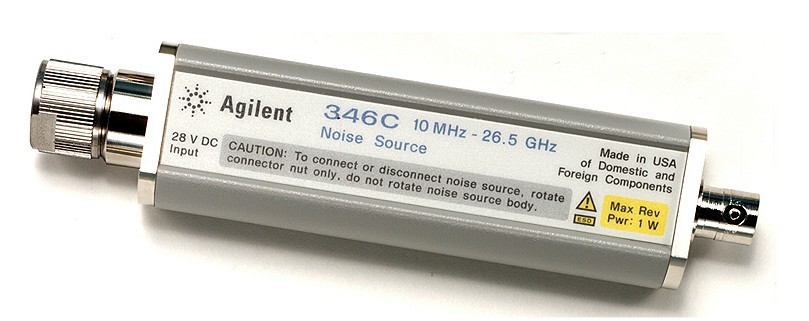 Agilent
346C 10 MHz - 26.5 GHz
Noise Source
28 V DC
Input
CAUTION: To connect or disconnect noise source, rotate
connector nut only, do not rotate noise source body.
Made in USA
of Domestic and
Foreign Components
ESD
Max Rev
Pwr: 1 W